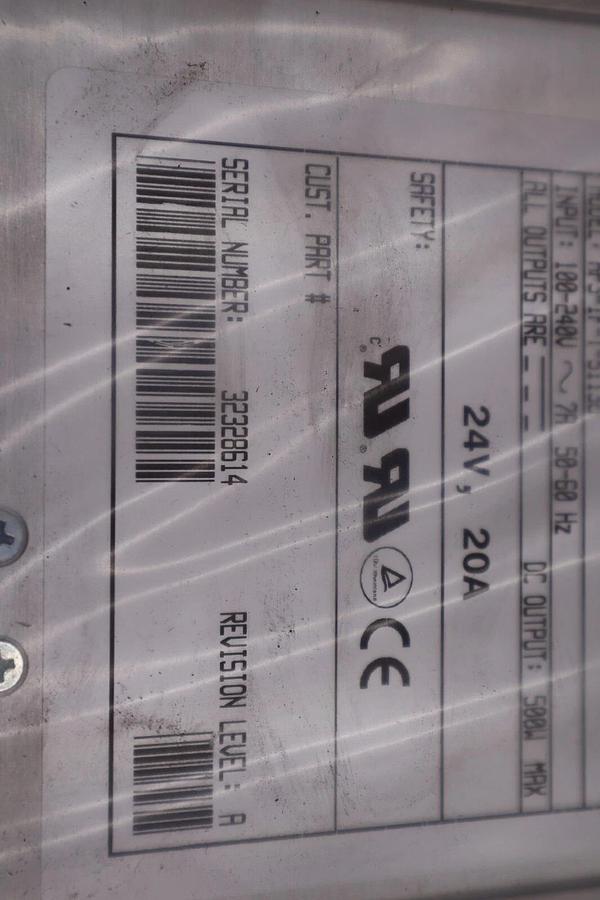 INPUT: 100-240V ~ 7A 50-60 Hz
ALL OUTPUTS ARE DC OUTPUT: 500W MAX
24V, 20A
SAFETY:
CUST. PART #
SERIAL NUMBER: 32328614 REVISION LEVEL: A